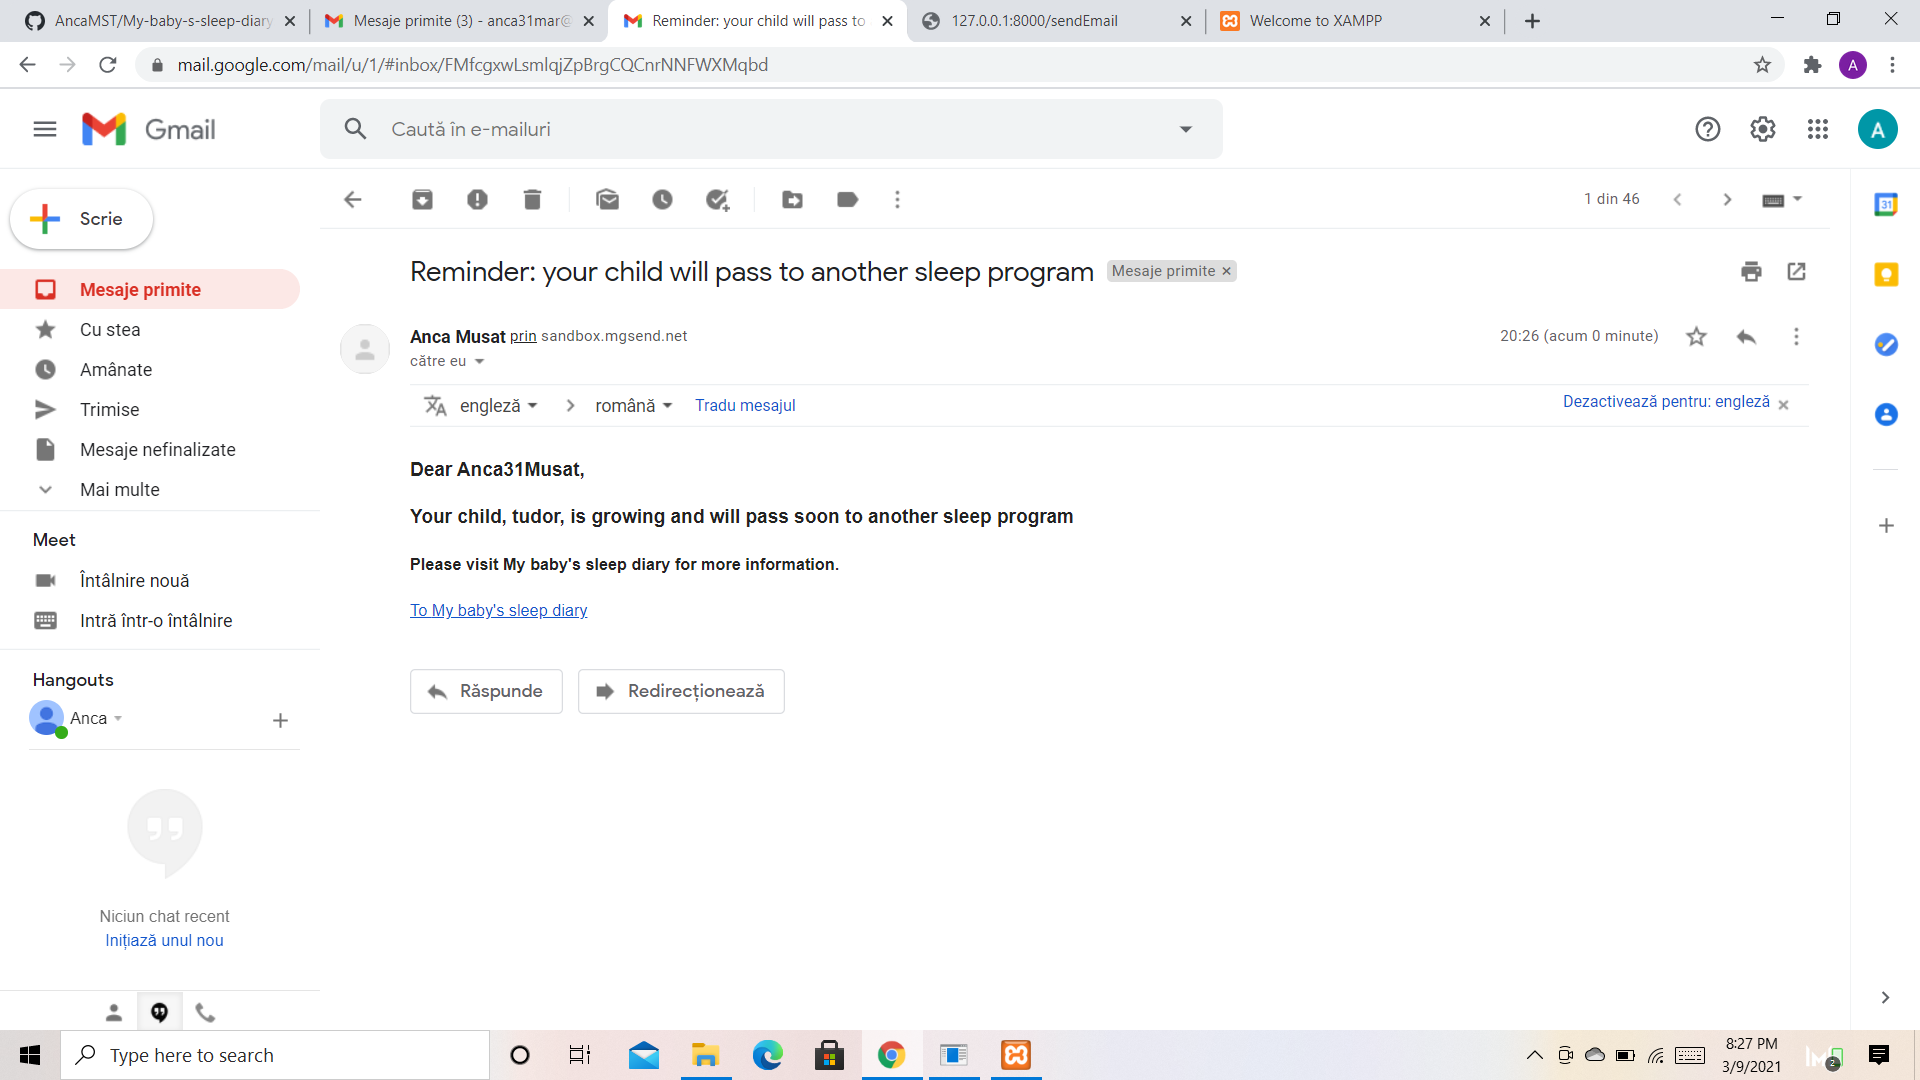 AncaMST/My-baby-s-sleep-diary
Mesaje primite (3) - anca31mar@
Reminder: your child will pass to
127.0.0.1:8000/sendEmail
Welcome to XAMPP
mail.google.com/mail/u/1/#inbox/FMfcgxwLsmlqjZpBrgCQCnrNNFWXMqbd
A
Gmail
Caută în e-mailuri
A
Scrie
1 din 46
31
Mesaje primite
Cu stea
Amânate
Trimise
Mesaje nefinalizate
Mai multe
Reminder: your child will pass to another sleep program
Mesaje primite
Anca Musat prin sandbox.mgsend.net
20:26 (acum 0 minute)
către eu
engleză
română
Tradu mesajul
Dezactivează pentru: engleză
Dear Anca31Musat,
Your child, tudor, is growing and will pass soon to another sleep program
Please visit My baby's sleep diary for more information.
To My baby's sleep diary
Răspunde
Redirecționează
Meet
Întâlnire nouă
Intră într-o întâlnire
Hangouts
Anca
Niciun chat recent
Inițiază unul nou
Type here to search
8:27 PM
3/9/2021
2